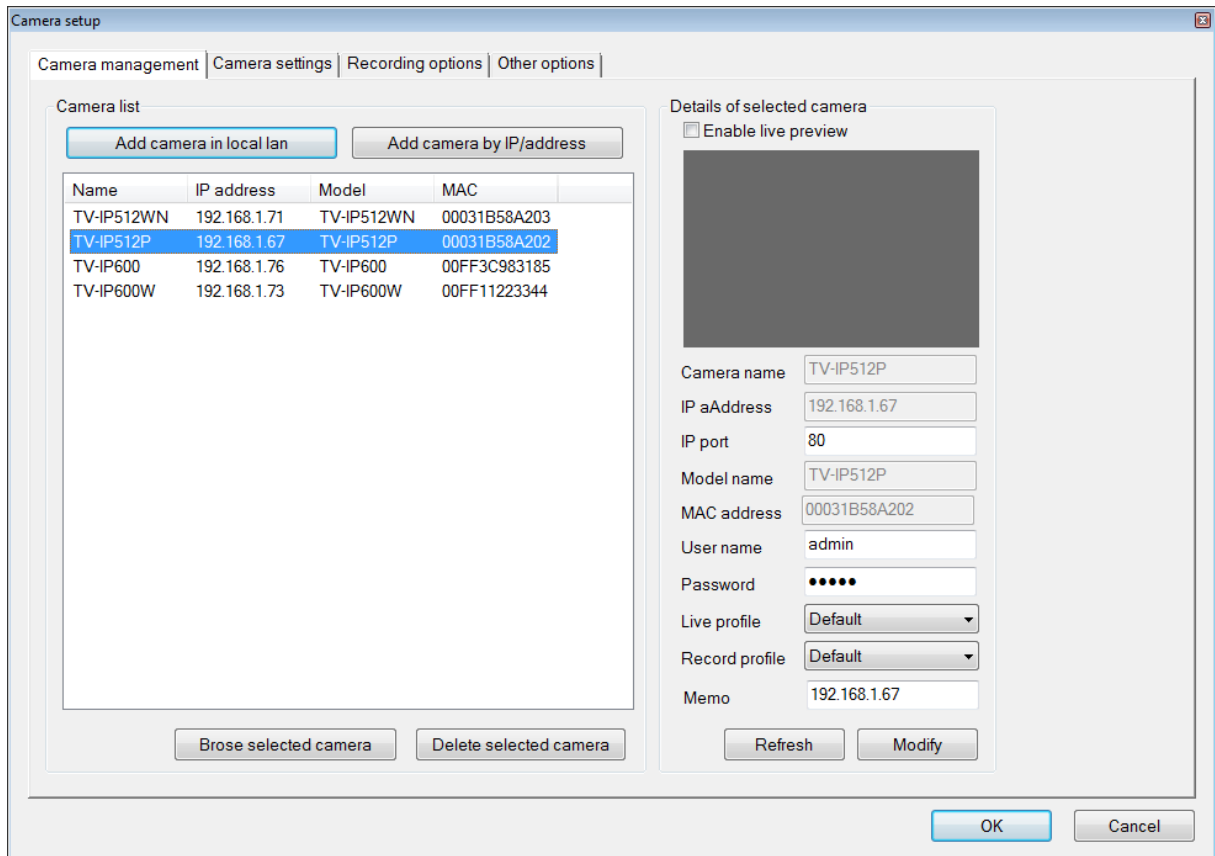 Camera setup
Camera management Camera settings Recording options Other options
Camera list
Add camera in local lan Add camera by IP/address
Name IP address Model MAC
TV-IP512WN 192.168.1.71 TV-IP512WN 00031B58A203
TV-IP512P 192.168.1.67 TV-IP512P 00031B58A202
TV-IP600 192.168.1.76 TV-IP600 00FF3C983185
TV-IP600W 192.168.1.73 TV-IP600W 00FF11223344
Brose selected camera Delete selected camera
Details of selected camera
Enable live preview
Camera name TV-IP512P
IP aAddress 192.168.1.67
IP port 80
Model name TV-IP512P
MAC address 00031B58A202
User name admin
Password •••••
Live profile Default
Record profile Default
Memo 192.168.1.67
Refresh Modify
OK Cancel